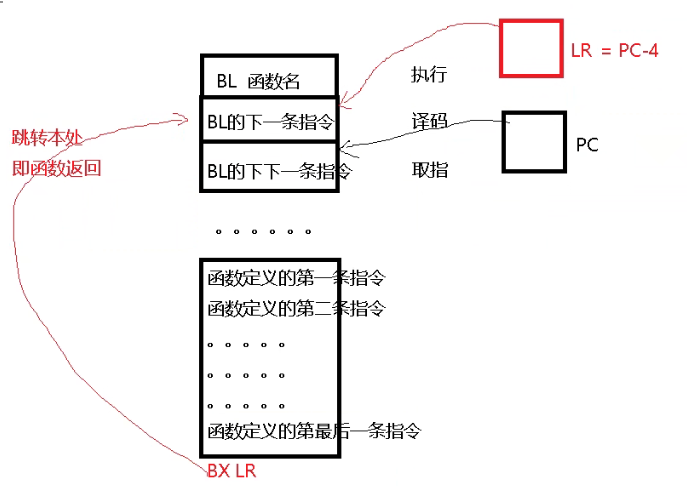 LR = PC-4
BL 函数名
执行
BL的下一条指令
译码
跳转本处
即函数返回
PC
BL的下下一条指令
取指
。。。。。。
函数定义的第一条指令
函数定义的第二条指令
。。。。。
。。。。。
。。。。。
函数定义的第最后一条指令
BX LR